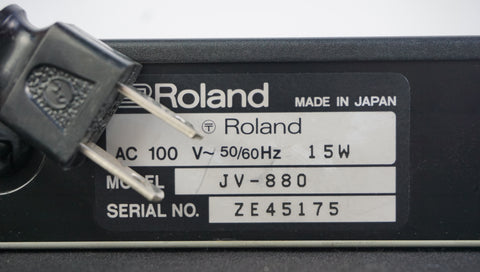 Roland MADE IN JAPAN
〒 Roland
AC 100 V~ 50/60Hz 15W
MODEL JV-880
SERIAL NO. ZE45175